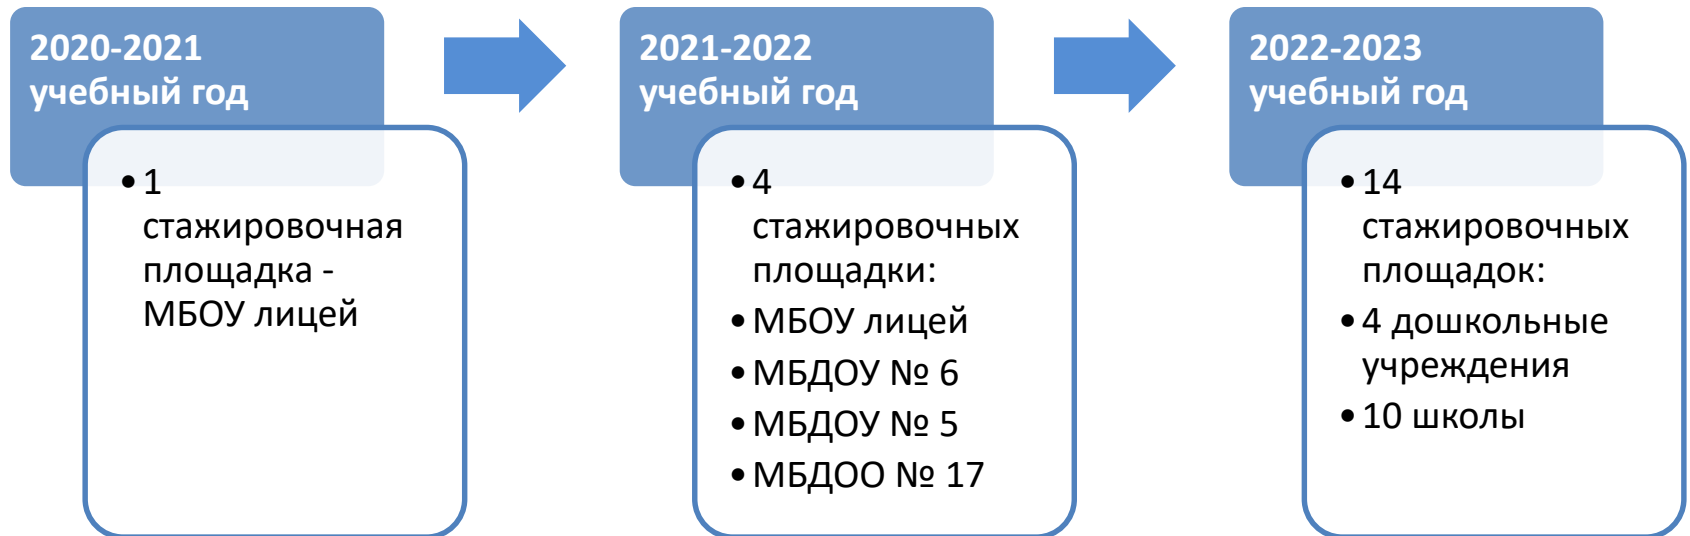 2020-2021
учебный год
•1
стажировочная
площадка -
МБОУ лицей
2021-2022
учебный год
•4
стажировочных
площадки:
•МБОУ лицей
•МБДОУ № 6
•МБДОУ № 5
•МБДОО № 17
2022-2023
учебный год
•14
стажировочных
площадок:
•4 дошкольные
учреждения
•10 школы